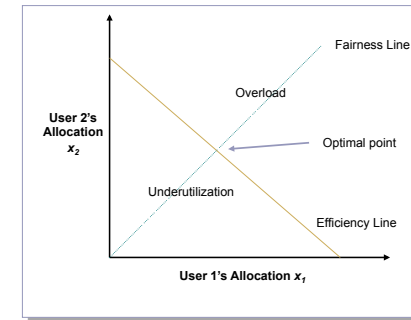 Fairness Line
Overload
User 2's
Allocation
x2
Optimal point
Underutilization
Efficiency Line
User 1's Allocation x1